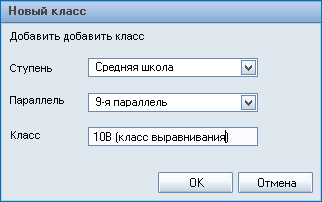 Новый класс
Добавить добавить класс
Ступень Средняя школа
Параллель 9-я параллель
Класс 10В (класс выравнивания)
OK Отмена